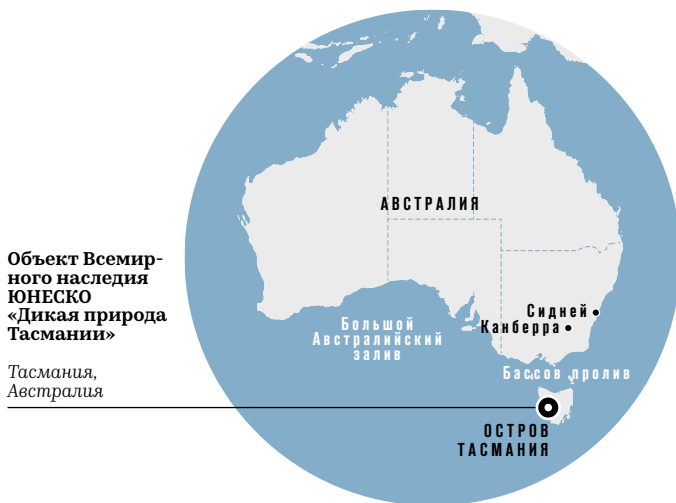 АВСТРАЛИЯ
Объект Всемир-
ного наследия
ЮНЕСКО
«Дикая природа
Тасмании»
Тасмания,
Австралия
Сидней
Канберра
Большой
Австралийский
залив
Бассов пролив
ОСТРОВ
ТАСМАНИЯ